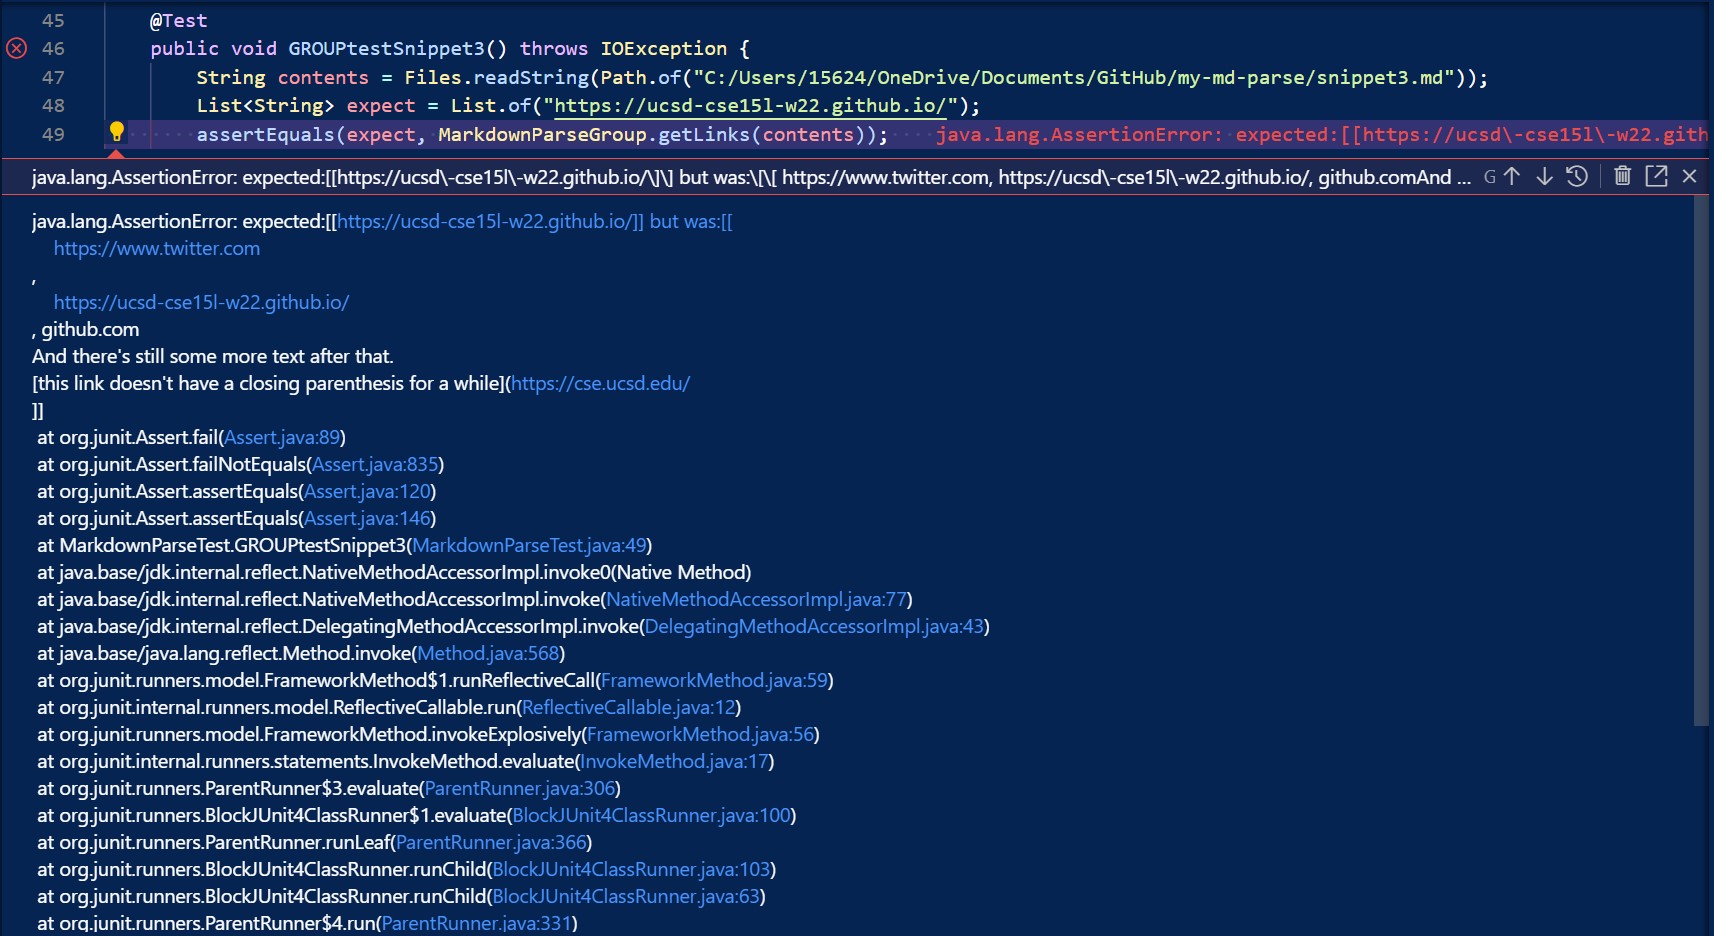 45 @Test
46 public void GROUPtestSnippet3() throws IOException {
47 String contents = Files.readString(Path.of("C:/Users/15624/OneDrive/Documents/GitHub/my-md-parse/snippet3.md"));
48 List<String> expect = List.of("https://ucsd-cse15l-w22.github.io/");
49 assertEquals(expect, MarkdownParseGroup.getLinks(contents)); java.lang.AssertionError: expected:[[https://ucsd\-cse15l\-w22.gith
java.lang.AssertionError: expected:[[https://ucsd\-cse15l\-w22.github.io/\]\] but was:\[\[ https://www.twitter.com, https://ucsd\-cse15l\-w22.github.io/, github.comAnd ... G
java.lang.AssertionError: expected:[[https://ucsd-cse15l-w22.github.io/]] but was:[[
https://www.twitter.com
,
https://ucsd-cse15l-w22.github.io/
, github.com
And there's still some more text after that.
[this link doesn't have a closing parenthesis for a while](https://cse.ucsd.edu/
]]
at org.junit.Assert.fail(Assert.java:89)
at org.junit.Assert.failNotEquals(Assert.java:835)
at org.junit.Assert.assertEquals(Assert.java:120)
at org.junit.Assert.assertEquals(Assert.java:146)
at MarkdownParseTest.GROUPtestSnippet3(MarkdownParseTest.java:49)
at java.base/jdk.internal.reflect.NativeMethodAccessorImpl.invoke0(Native Method)
at java.base/jdk.internal.reflect.NativeMethodAccessorImpl.invoke(NativeMethodAccessorImpl.java:77)
at java.base/jdk.internal.reflect.DelegatingMethodAccessorImpl.invoke(DelegatingMethodAccessorImpl.java:43)
at java.base/java.lang.reflect.Method.invoke(Method.java:568)
at org.junit.runners.model.FrameworkMethod$1.runReflectiveCall(FrameworkMethod.java:59)
at org.junit.internal.runners.model.ReflectiveCallable.run(ReflectiveCallable.java:12)
at org.junit.runners.model.FrameworkMethod.invokeExplosively(FrameworkMethod.java:56)
at org.junit.internal.runners.statements.InvokeMethod.evaluate(InvokeMethod.java:17)
at org.junit.runners.ParentRunner$3.evaluate(ParentRunner.java:306)
at org.junit.runners.BlockJUnit4ClassRunner$1.evaluate(BlockJUnit4ClassRunner.java:100)
at org.junit.runners.ParentRunner.runLeaf(ParentRunner.java:366)
at org.junit.runners.BlockJUnit4ClassRunner.runChild(BlockJUnit4ClassRunner.java:103)
at org.junit.runners.BlockJUnit4ClassRunner.runChild(BlockJUnit4ClassRunner.java:63)
at org.junit.runners.ParentRunner$4.run(ParentRunner.java:331)